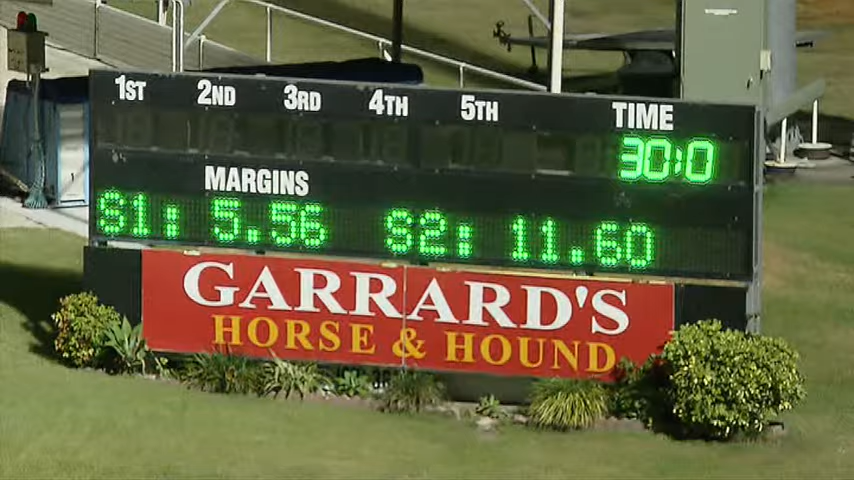 1ST 2ND 3RD 4TH 5TH TIME
30:0
MARGINS
S1: 5.56 S2: 11.60
GARRARD'S
HORSE & HOUND